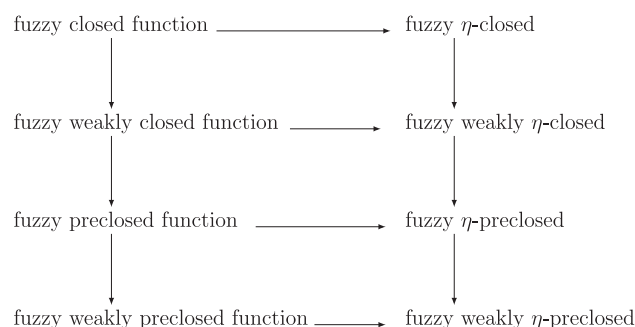 fuzzy closed function fuzzy η-closed
fuzzy weakly closed function fuzzy weakly η-closed
fuzzy preclosed function fuzzy η-preclosed
fuzzy weakly preclosed function fuzzy weakly η-preclosed